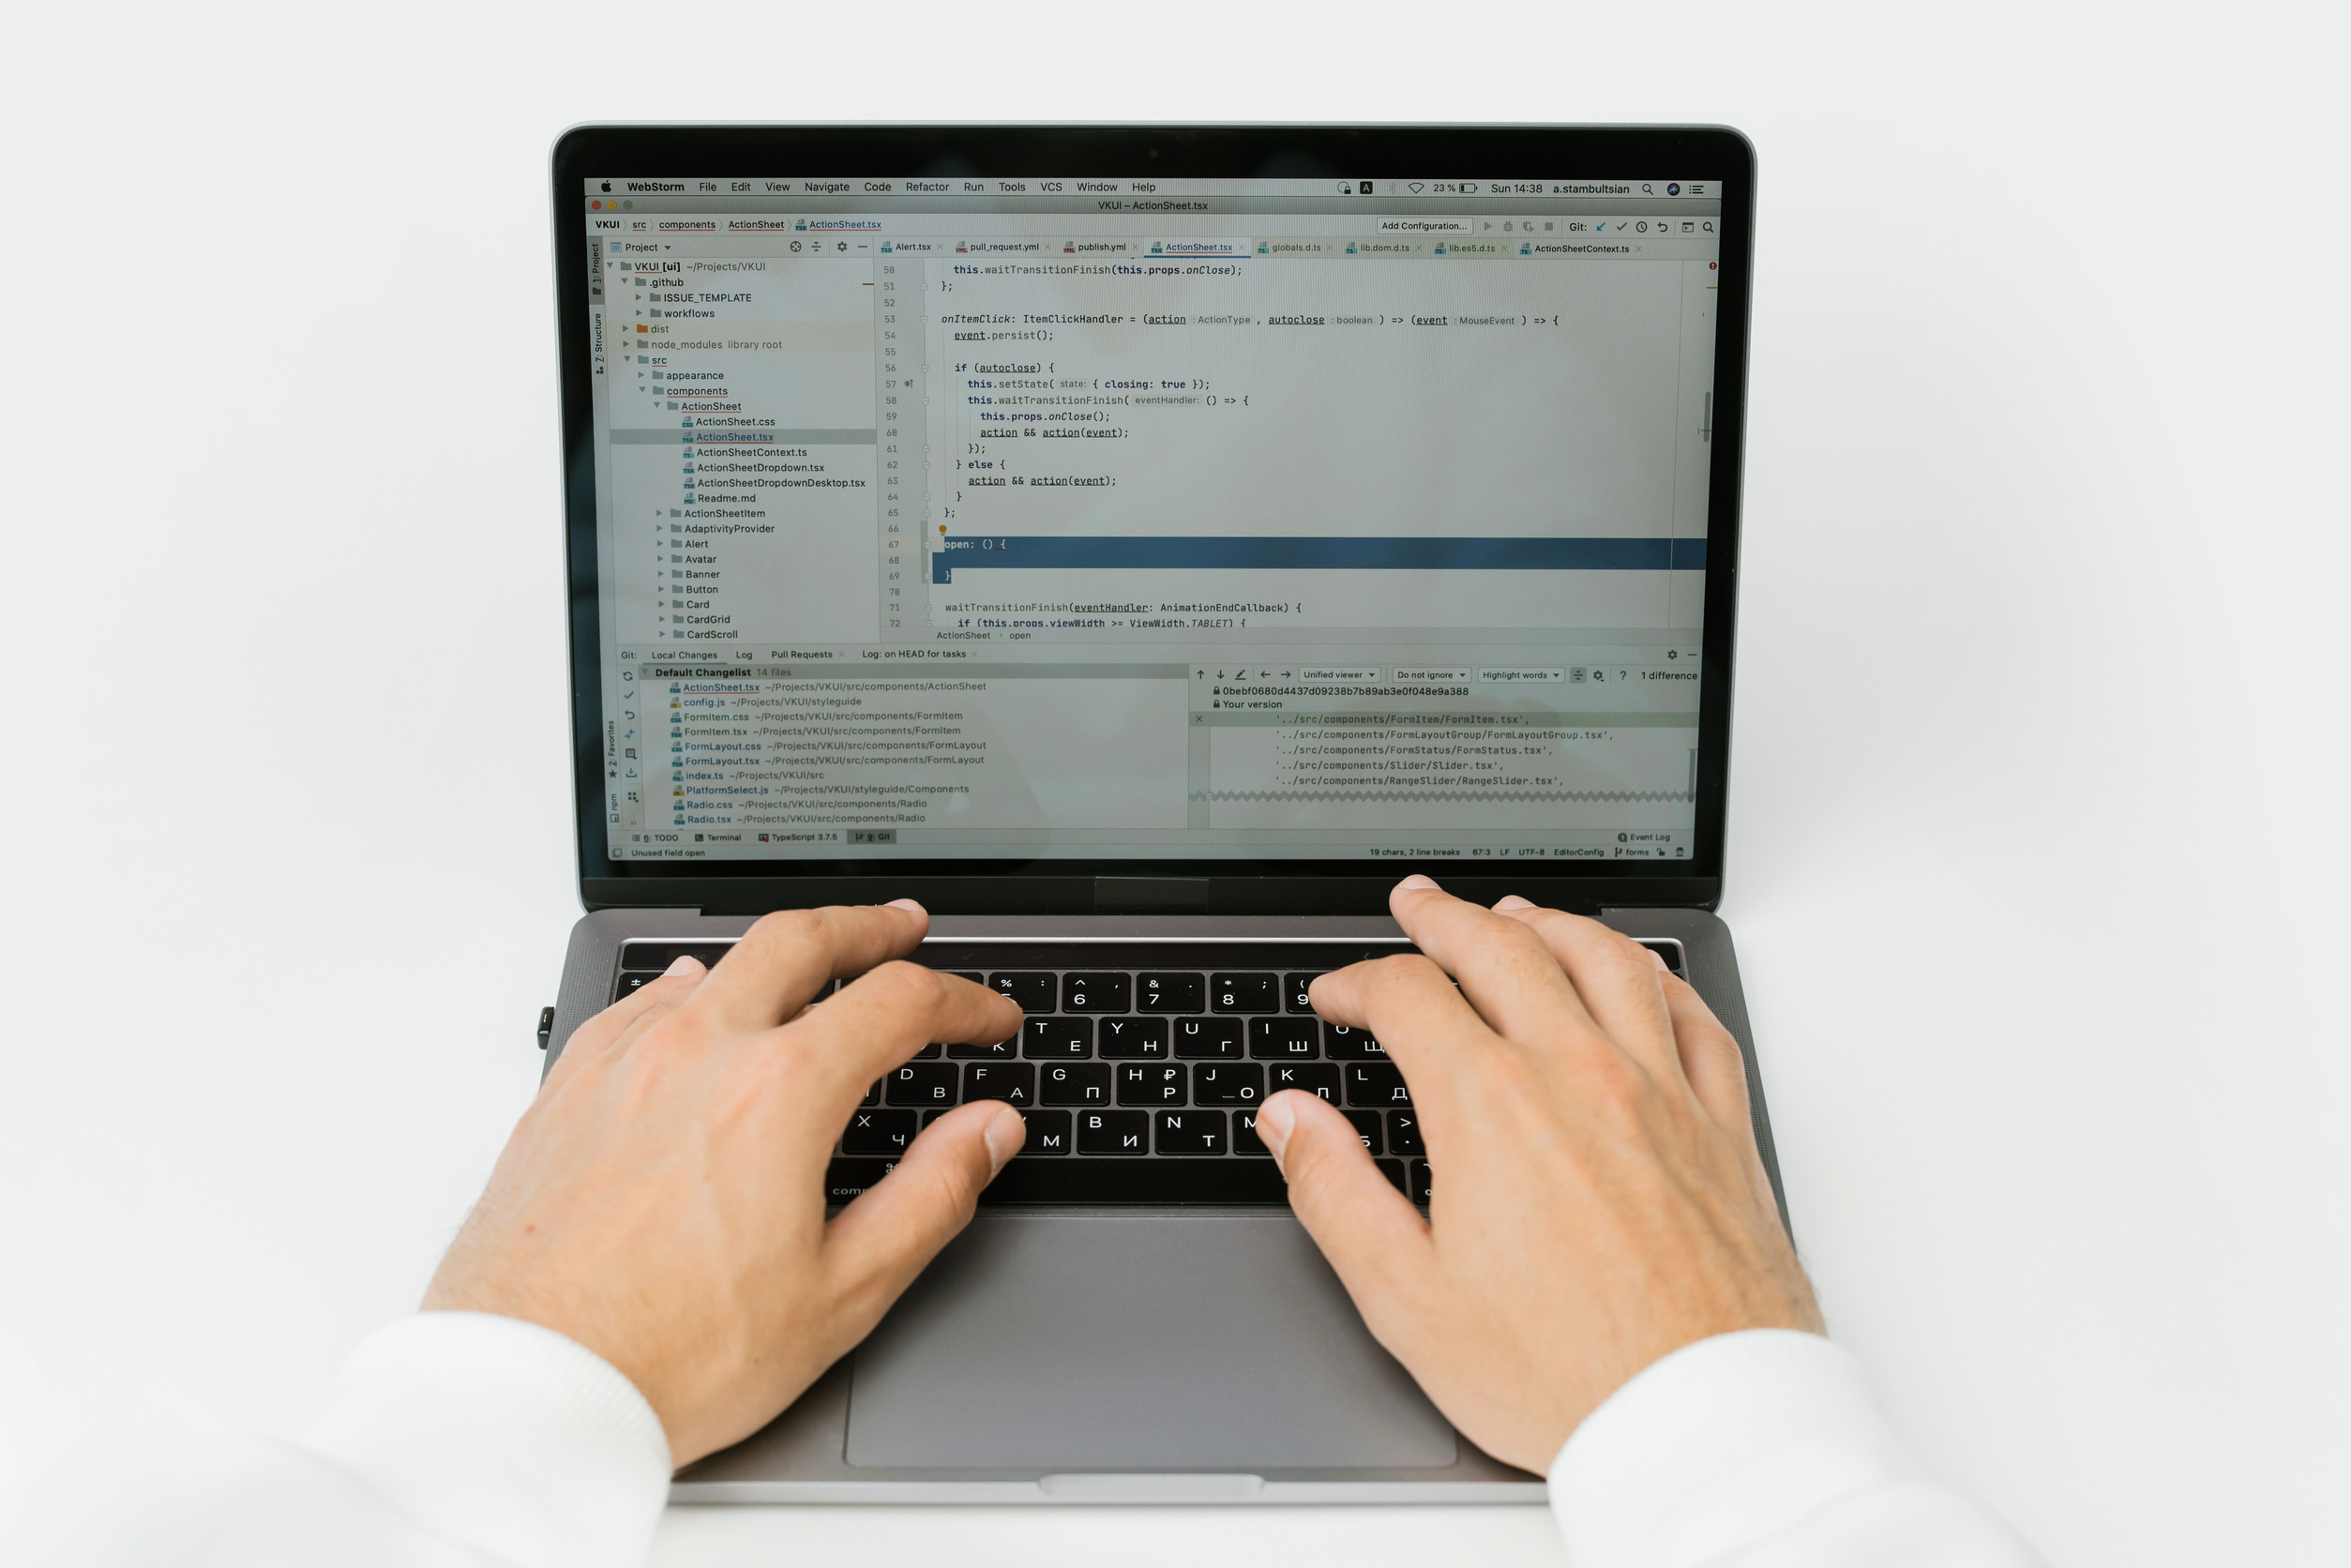 WebStorm File Edit View Navigate Code Refactor Run Tools VCS Window Help A 23 % Sun 14:38 a.stambultsian
VKUI – ActionSheet.tsx
VKUI src components ActionSheet ActionSheet.tsx Add Configuration... Git:
1: Project
Z: Structure
2: Favorites
npm
Project
Alert.tsx pull_request.yml publish.yml ActionSheet.tsx globals.d.ts lib.dom.d.ts lib.es5.d.ts ActionSheetContext.ts
VKUI [ui] ~/Projects/VKUI
.github
ISSUE_TEMPLATE
workflows
dist
node_modules library root
src
appearance
components
ActionSheet
ActionSheet.css
ActionSheet.tsx
ActionSheetContext.ts
ActionSheetDropdown.tsx
ActionSheetDropdownDesktop.tsx
Readme.md
ActionSheetItem
AdaptivityProvider
Alert
Avatar
Banner
Button
Card
CardGrid
CardScroll
50 this.waitTransitionFinish(this.props.onClose);
51 };
52
53 onItemClick: ItemClickHandler = (action : ActionType , autoclose : boolean ) => (event : MouseEvent ) => {
54 event.persist();
55
56 if (autoclose) {
57 this.setState( state: { closing: true });
58 this.waitTransitionFinish( eventHandler: () => {
59 this.props.onClose();
60 action && action(event);
61 });
62 } else {
63 action && action(event);
64 }
65 };
66
67 open: () {
68
69 }
70
71 waitTransitionFinish(eventHandler: AnimationEndCallback) {
72 if (this.props.viewWidth >= ViewWidth.TABLET) {
ActionSheet open
Git: Local Changes Log Pull Requests Log: on HEAD for tasks
Default Changelist 14 files
ActionSheet.tsx ~/Projects/VKUI/src/components/ActionSheet
config.js ~/Projects/VKUI/styleguide
FormItem.css ~/Projects/VKUI/src/components/FormItem
FormItem.tsx ~/Projects/VKUI/src/components/FormItem
FormLayout.css ~/Projects/VKUI/src/components/FormLayout
FormLayout.tsx ~/Projects/VKUI/src/components/FormLayout
index.ts ~/Projects/VKUI/src
PlatformSelect.js ~/Projects/VKUI/styleguide/Components
Radio.css ~/Projects/VKUI/src/components/Radio
Radio.tsx ~/Projects/VKUI/src/components/Radio
Unified viewer Do not ignore Highlight words ? 1 difference
0bebf0680d4437d09238b7b89ab3e0f048e9a388
Your version
'../src/components/FormItem/FormItem.tsx',
'../src/components/FormLayoutGroup/FormLayoutGroup.tsx',
'../src/components/FormStatus/FormStatus.tsx',
'../src/components/Slider/Slider.tsx',
'../src/components/RangeSlider/RangeSlider.tsx',
6: TODO Terminal TypeScript 3.7.5 9: Git Event Log
Unused field open 19 chars, 2 line breaks 67:3 LF UTF-8 EditorConfig forms
± % : ^ , & . * ; (
6 7 8 9
T Y U I
К Е Н Г Ш Щ
D F G H ₽ J K L
В А П Р О Л Д
X B N M >
Ч М И Т Б .
⌘